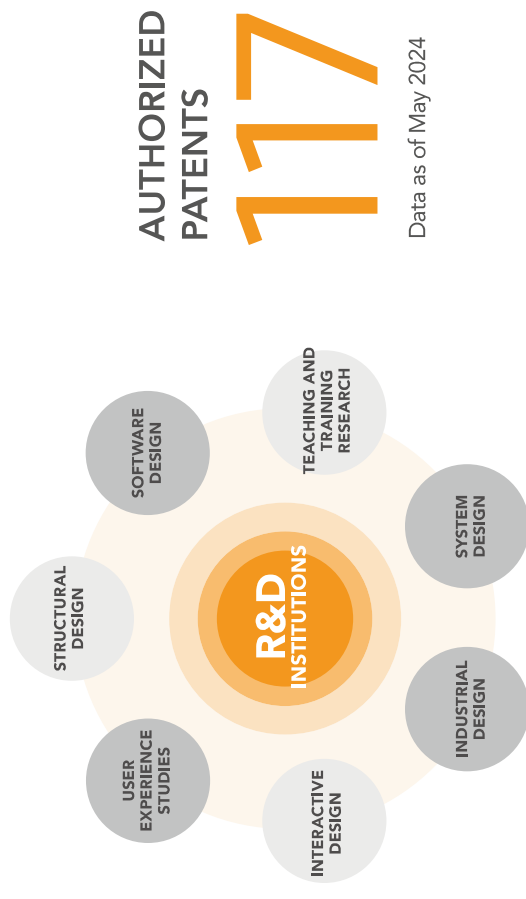 STRUCTURAL
DESIGN
USER
EXPERIENCE
STUDIES
SOFTWARE
DESIGN
R&D
INSTITUTIONS
INTERACTIVE
DESIGN
TEACHING AND
TRAINING
RESEARCH
INDUSTRIAL
DESIGN
SYSTEM
DESIGN
AUTHORIZED
PATENTS
117
Data as of May 2024